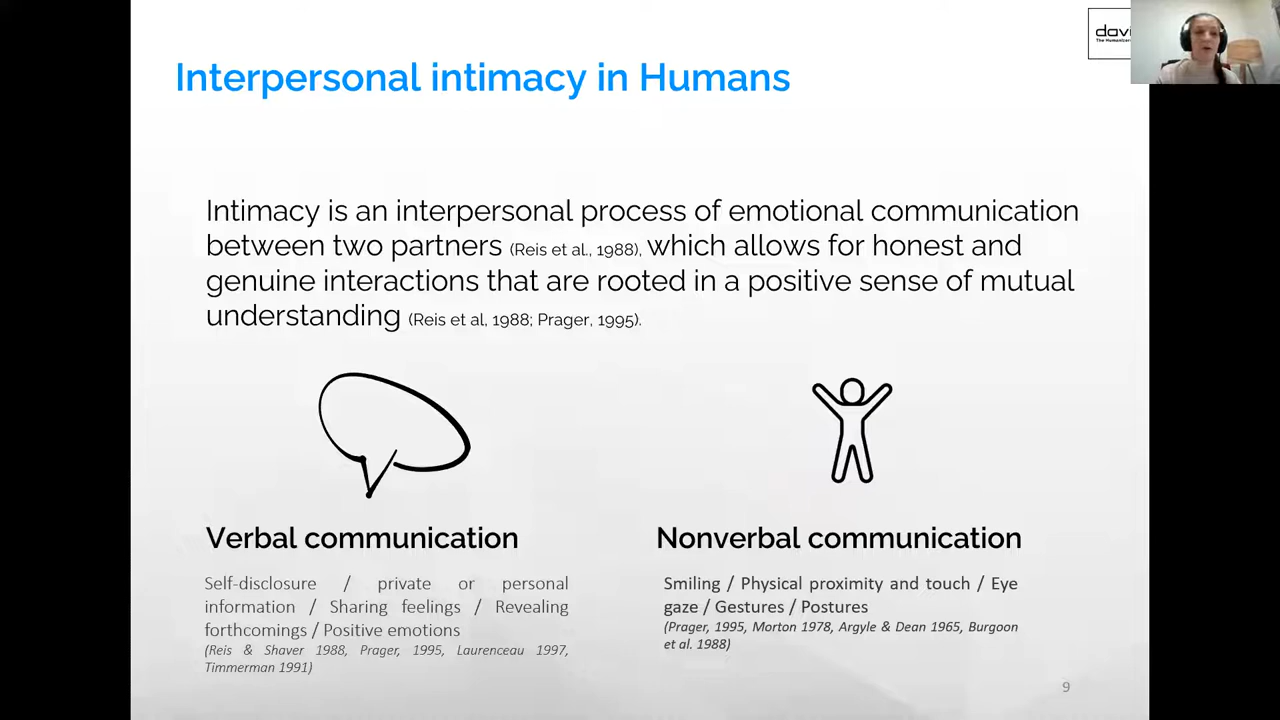 Interpersonal intimacy in Humans
Intimacy is an interpersonal process of emotional communication
between two partners (Reis et al., 1988), which allows for honest and
genuine interactions that are rooted in a positive sense of mutual
understanding (Reis et al, 1988; Prager, 1995).
Verbal communication
Self-disclosure / private or personal
information / Sharing feelings / Revealing
forthcomings / Positive emotions
(Reis & Shaver 1988, Prager, 1995, Laurenceau 1997,
Timmerman 1991)
Nonverbal communication
Smiling / Physical proximity and touch / Eye
gaze / Gestures / Postures
(Prager, 1995, Morton 1978, Argyle & Dean 1965, Burgoon
et al. 1988)
9